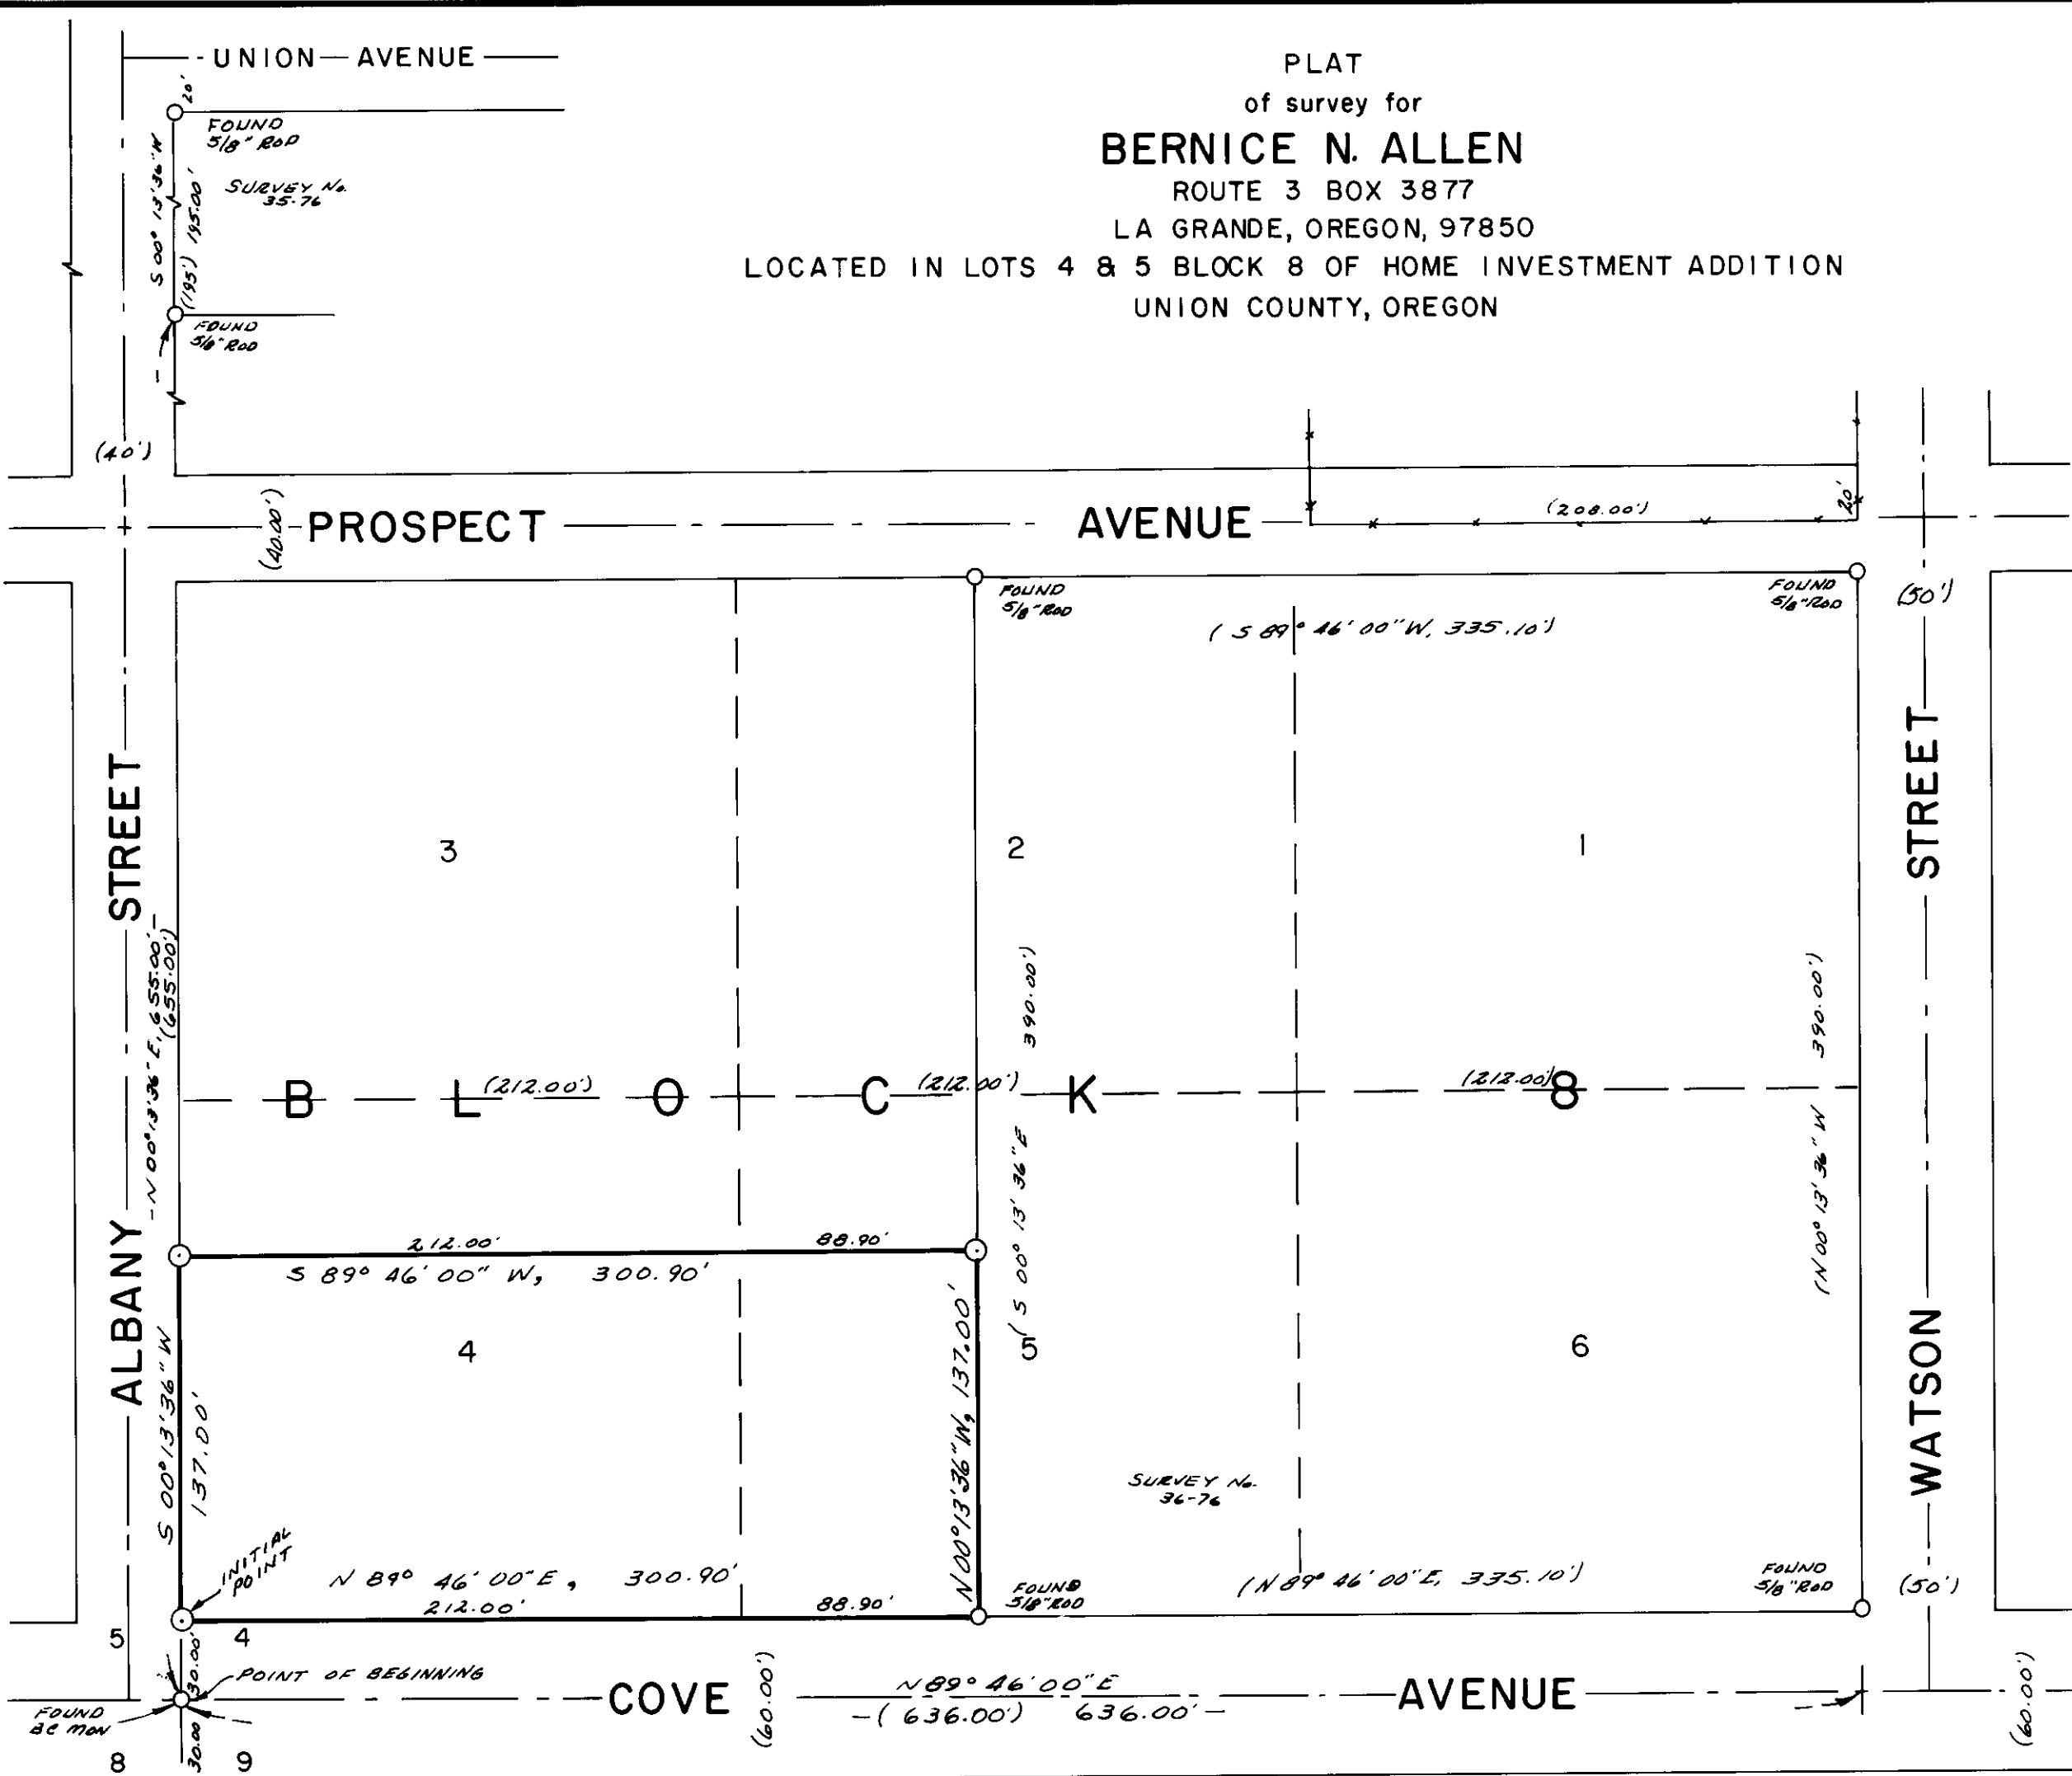 UNION AVENUE
20'
FOUND
5/8" ROD
S 00° 13' 36" W
(195') 195.00'
SURVEY No.
35-76
FOUND
5/8" ROD
PLAT
of survey for
BERNICE N. ALLEN
ROUTE 3 BOX 3877
LA GRANDE, OREGON, 97850
LOCATED IN LOTS 4 & 5 BLOCK 8 OF HOME INVESTMENT ADDITION
UNION COUNTY, OREGON
(40')
(40.00')
PROSPECT AVENUE
(208.00')
20'
FOUND
5/8" ROD
FOUND
5/8" ROD
(50')
(S 89° 46' 00" W, 335.10')
ALBANY STREET
WATSON STREET
3
2
1
N 00° 13' 36" E, 655.00'
(655.00')
390.00')
(S 00° 13' 36" E
390.00')
(N 00° 13' 36" W
BLOCK 8
(212.00')
(212.00')
(212.00')
212.00'
88.90'
S 89° 46' 00" W, 300.90'
4
5
6
S 00° 13' 36" W
137.00'
N 00° 13' 36" W, 137.00'
SURVEY No.
36-76
INITIAL
POINT
N 89° 46' 00" E, 300.90'
212.00'
88.90'
FOUND
5/8" ROD
(N 89° 46' 00" E, 335.10')
FOUND
5/8" ROD
(50')
5
4
30.00'
POINT OF BEGINNING
COVE AVENUE
(60.00')
N 89° 46' 00" E
(636.00') 636.00'
(60.00')
FOUND
BC MON
30.00
8
9